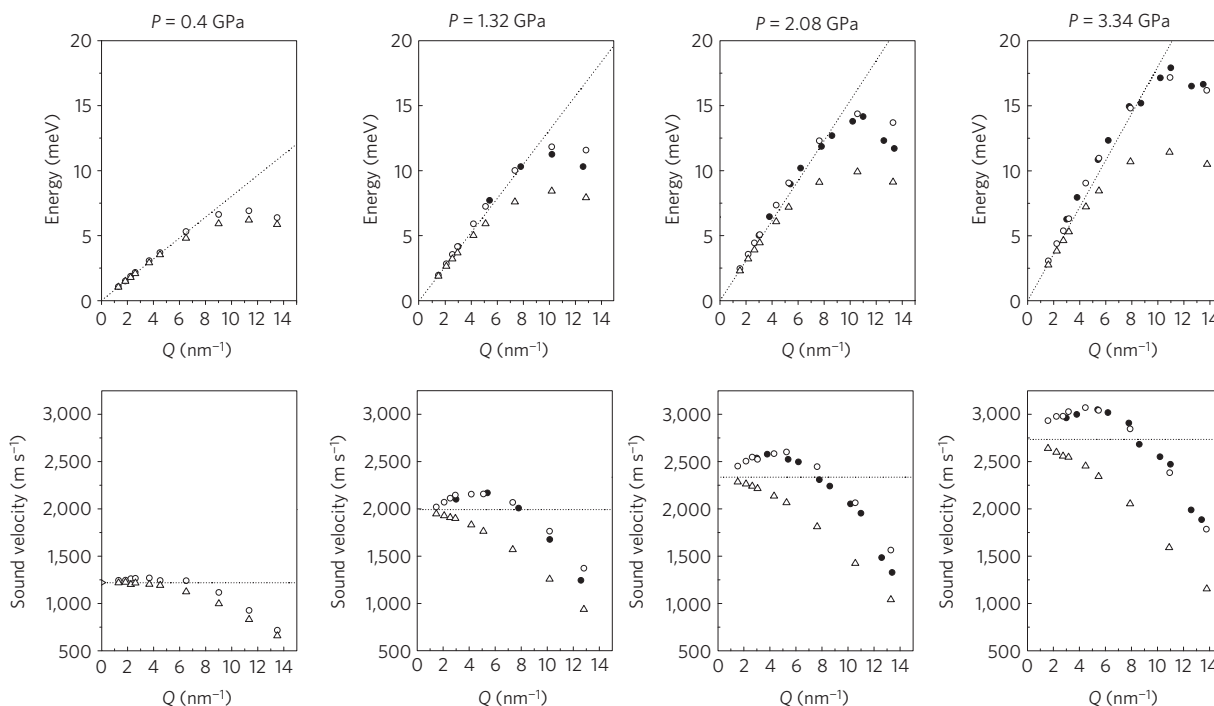 P = 0.4 GPa
P = 1.32 GPa
P = 2.08 GPa
P = 3.34 GPa
20
15
10
5
0
Energy (meV)
0 2 4 6 8 10 12 14
Q (nm⁻¹)
20
15
10
5
0
Energy (meV)
0 2 4 6 8 10 12 14
Q (nm⁻¹)
20
15
10
5
0
Energy (meV)
0 2 4 6 8 10 12 14
Q (nm⁻¹)
20
15
10
5
0
Energy (meV)
0 2 4 6 8 10 12 14
Q (nm⁻¹)
3,000
2,500
2,000
1,500
1,000
500
Sound velocity (m s⁻¹)
0 2 4 6 8 10 12 14
Q (nm⁻¹)
3,000
2,500
2,000
1,500
1,000
500
Sound velocity (m s⁻¹)
0 2 4 6 8 10 12 14
Q (nm⁻¹)
3,000
2,500
2,000
1,500
1,000
500
Sound velocity (m s⁻¹)
0 2 4 6 8 10 12 14
Q (nm⁻¹)
3,000
2,500
2,000
1,500
1,000
500
Sound velocity (m s⁻¹)
0 2 4 6 8 10 12 14
Q (nm⁻¹)